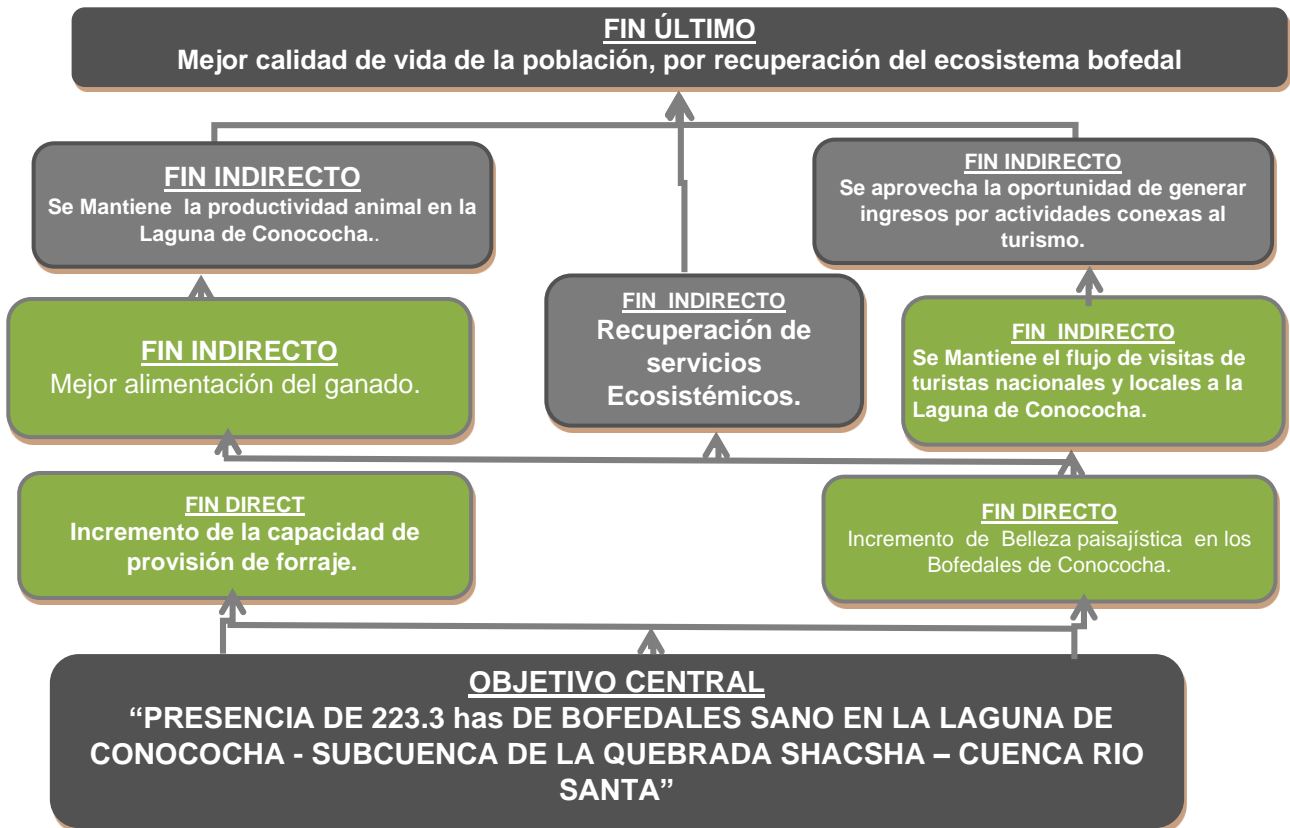 FIN ÚLTIMO
Mejor calidad de vida de la población, por recuperación del ecosistema bofedal
FIN INDIRECTO
Se Mantiene la productividad animal en la
Laguna de Conococha..
FIN INDIRECTO
Se aprovecha la oportunidad de generar
ingresos por actividades conexas al
turismo.
FIN INDIRECTO
Mejor alimentación del ganado.
FIN INDIRECTO
Recuperación de
servicios
Ecosistémicos.
FIN INDIRECTO
Se Mantiene el flujo de visitas de
turistas nacionales y locales a la
Laguna de Conococha.
FIN DIRECT
Incremento de la capacidad de
provisión de forraje.
FIN DIRECTO
Incremento de Belleza paisajística en los
Bofedales de Conococha.
OBJETIVO CENTRAL
“PRESENCIA DE 223.3 has DE BOFEDALES SANO EN LA LAGUNA DE
CONOCOCHA - SUBCUENCA DE LA QUEBRADA SHACSHA – CUENCA RIO
SANTA”